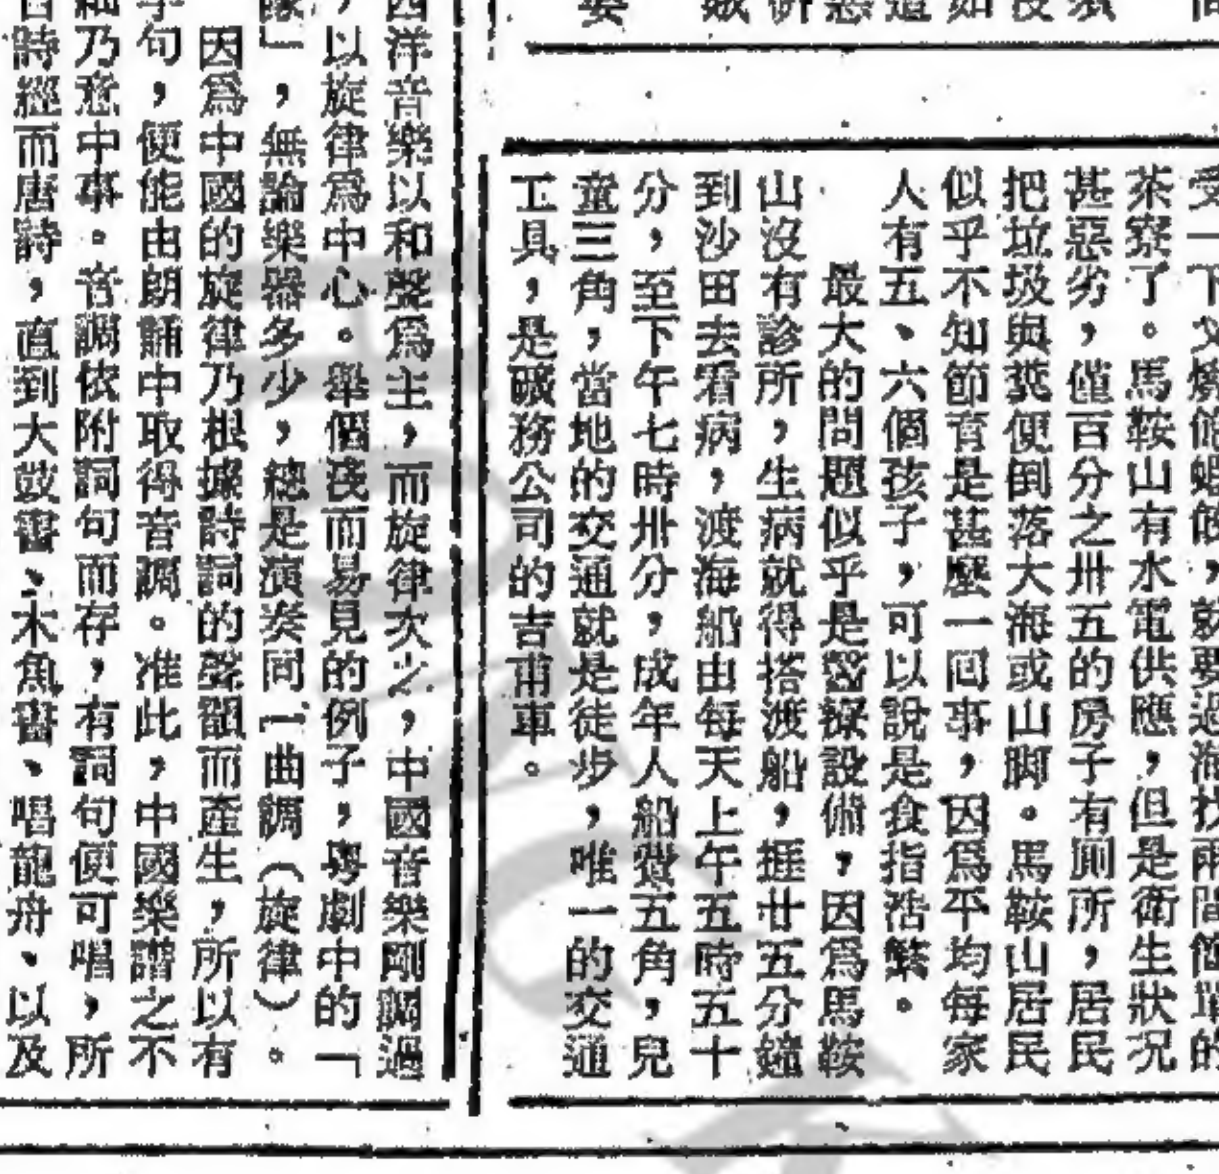 受一下
茶寮了。馬鞍山有水電供應，但是衛生狀況
甚惡劣，僅百分之卅五的房子有厠所，居民
把垃圾與糞便倒落大海或山脚。馬鞍山居民
似乎不知節育是甚麼一回事，因爲平均每家
人有五、六個孩子，可以說是食指浩繁。
最大的問題似乎是醫療設備，因爲馬鞍
山沒有診所，生病就得搭渡船，捱廿五分鐘
到沙田去看病，渡海船由每天上午五時五十
分，至下午七時卅分，成年人船費五角，兒
童三角，當地的交通就是徒步，唯一的交通
工具，是礦務公司的吉甫車。
西洋音樂以和聲爲主，而旋律次之，中國音樂剛調過
，以旋律爲中心。舉個淺而易見的例子，粵劇中的「
」，無論樂器多少，總是演奏同一曲調（旋律）。
因爲中國的旋律乃根據詩詞的聲韻而產生，所以有
字句，便能由朗誦中取得音調。准此，中國樂譜之不
細乃意中事。音調依附詞句而存，有詞句便可唱，所
自詩經而唐詩，直到大鼓書、木魚書、唱龍舟、以及